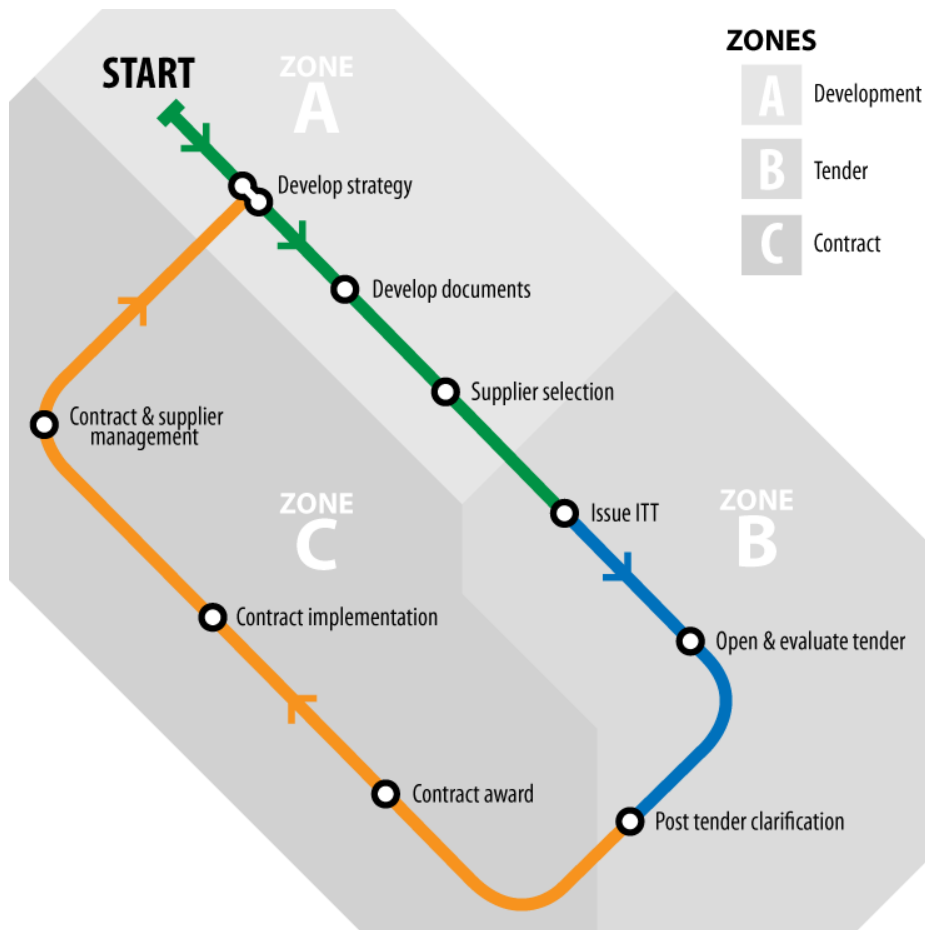 START
ZONE
A
ZONES
A Development
B Tender
C Contract
Develop strategy
Develop documents
Supplier selection
Issue ITT
ZONE
B
Open & evaluate tender
Post tender clarification
Contract award
Contract implementation
ZONE
C
Contract & supplier
management